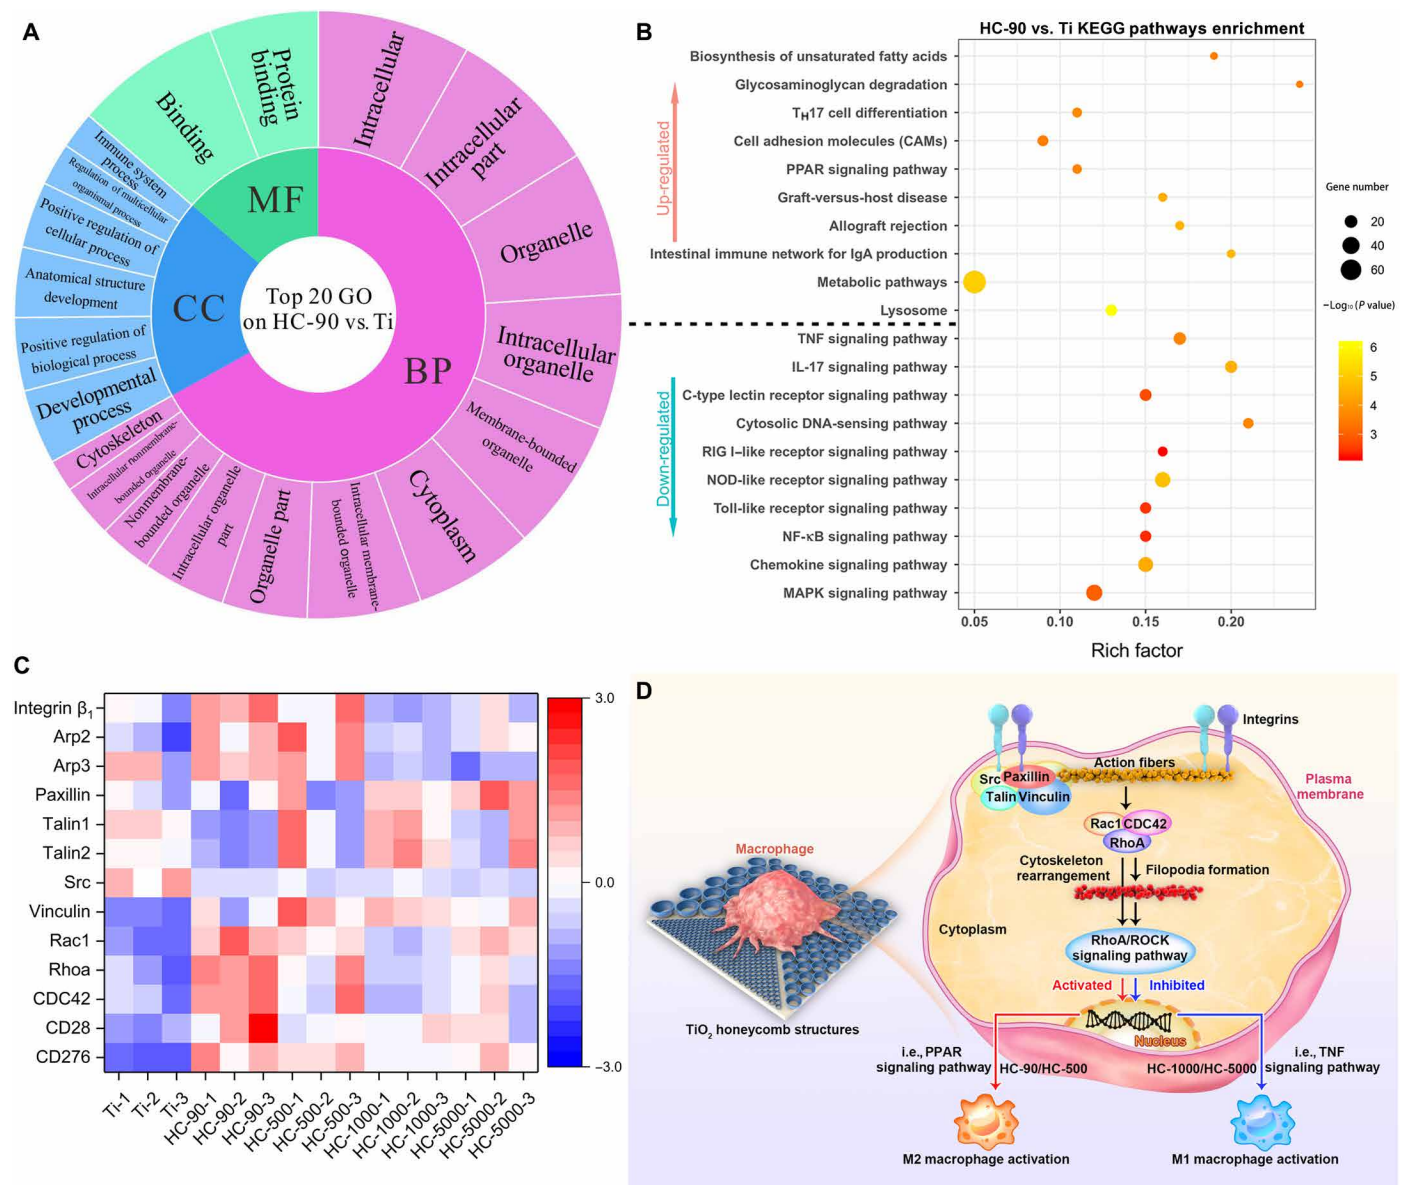 A
Protein
binding
Binding
Intracellular
Intracellular
part
Organelle
Intracellular
organelle
Membrane-bounded
organelle
Cytoplasm
Intracellular membrane-
bounded organelle
Organelle part
Intracellular organelle
part
Nonmembrane-
bounded organelle
Intracellular nonmembrane-
bounded organelle
Cytoskeleton
Developmental
process
Positive regulation of
biological process
Anatomical structure
development
Positive regulation of
cellular process
Regulation of multicellular
organismal process
Immune system
process
MF
CC
BP
Top 20 GO
on HC-90 vs. Ti
B
HC-90 vs. Ti KEGG pathways enrichment
Up-regulated
Down-regulated
Biosynthesis of unsaturated fatty acids
Glycosaminoglycan degradation
TH17 cell differentiation
Cell adhesion molecules (CAMs)
PPAR signaling pathway
Graft-versus-host disease
Allograft rejection
Intestinal immune network for IgA production
Metabolic pathways
Lysosome
TNF signaling pathway
IL-17 signaling pathway
C-type lectin receptor signaling pathway
Cytosolic DNA-sensing pathway
RIG I–like receptor signaling pathway
NOD-like receptor signaling pathway
Toll-like receptor signaling pathway
NF-κB signaling pathway
Chemokine signaling pathway
MAPK signaling pathway
0.05 0.10 0.15 0.20
Rich factor
Gene number
20
40
60
−Log₁₀ (P value)
6
5
4
3
C
Integrin β1
Arp2
Arp3
Paxillin
Talin1
Talin2
Src
Vinculin
Rac1
Rhoa
CDC42
CD28
CD276
Ti-1 Ti-2 Ti-3 HC-90-1 HC-90-2 HC-90-3 HC-500-1 HC-500-2 HC-500-3 HC-1000-1 HC-1000-2 HC-1000-3 HC-5000-1 HC-5000-2 HC-5000-3
3.0
0.0
−3.0
D
Integrins
Src Paxillin
Talin Vinculin
Action fibers
Plasma
membrane
Rac1 CDC42
RhoA
Cytoskeleton
rearrangement
Filopodia formation
Macrophage
Cytoplasm
RhoA/ROCK
signaling pathway
Activated Inhibited
TiO2 honeycomb structures
Nucleus
i.e., PPAR
signaling pathway
HC-90/HC-500
HC-1000/HC-5000
i.e., TNF
signaling pathway
M2 macrophage activation
M1 macrophage activation